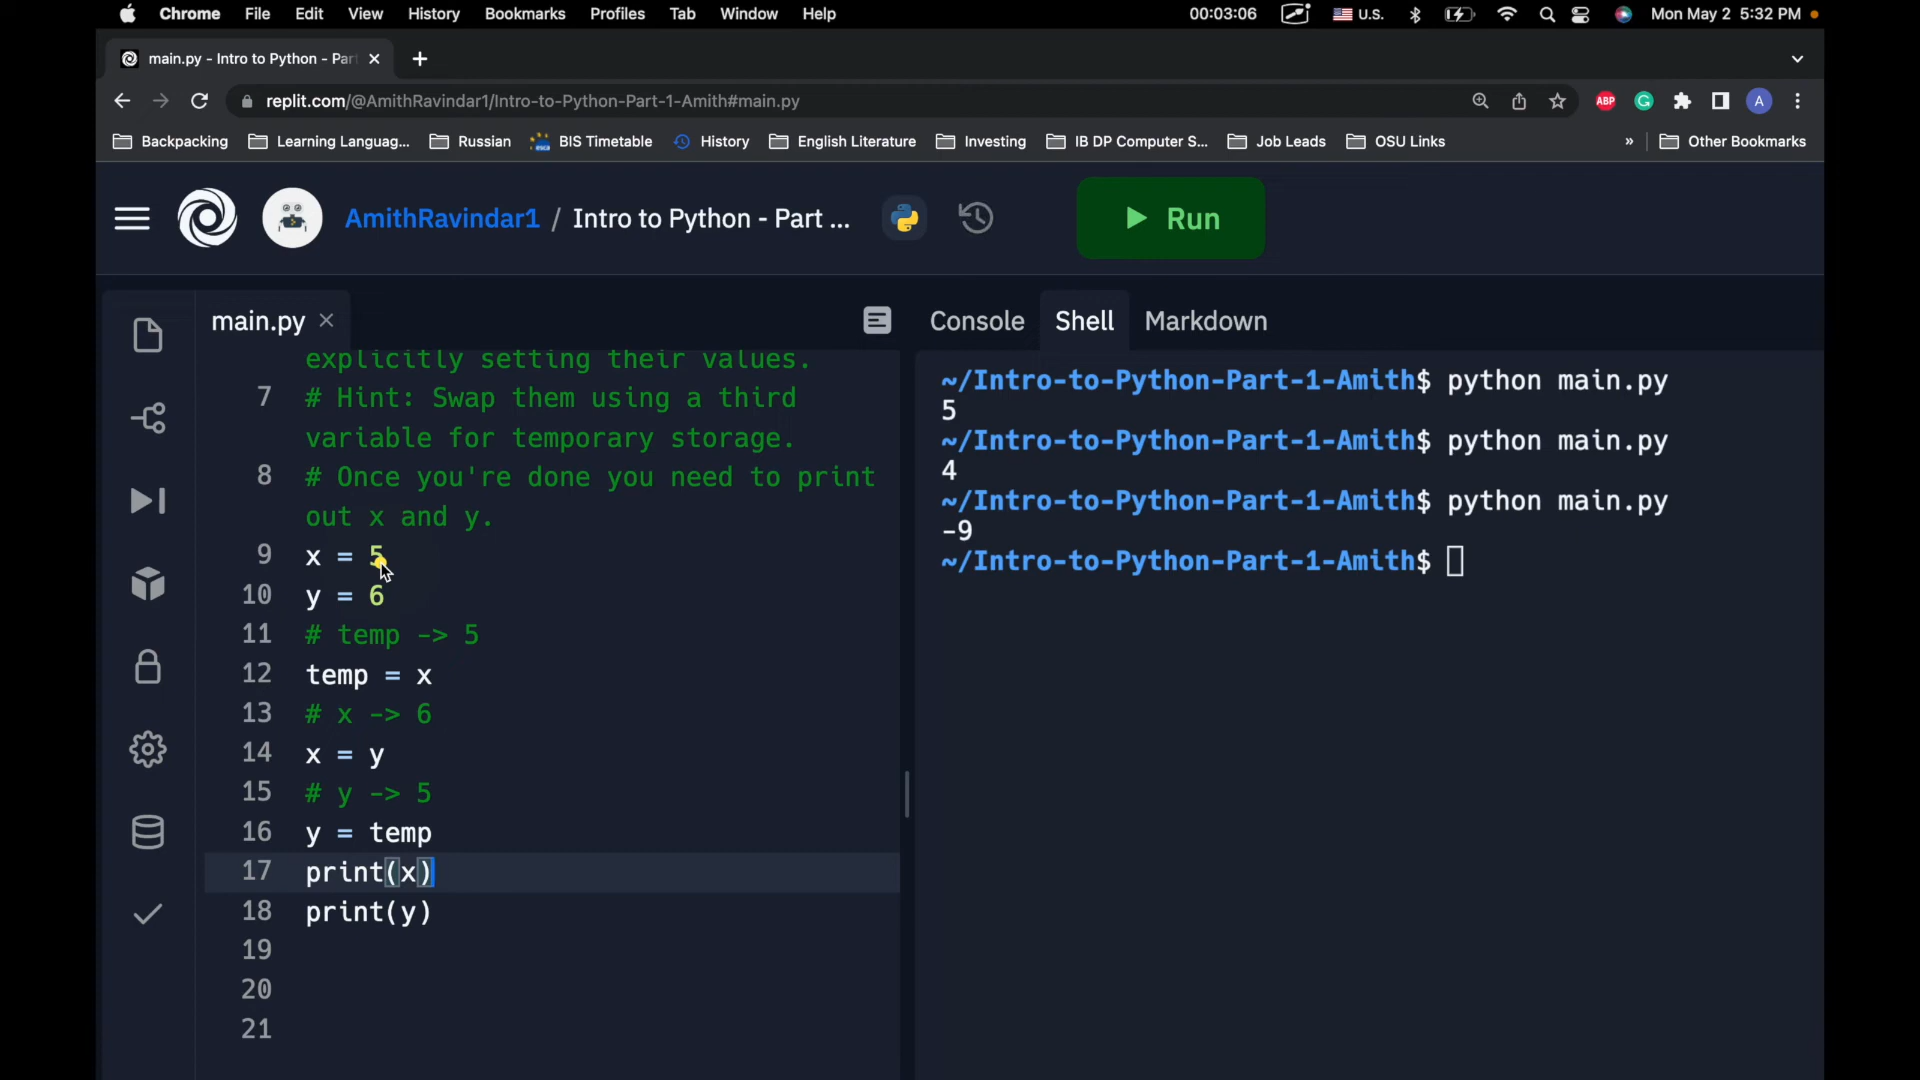 Chrome File Edit View History Bookmarks Profiles Tab Window Help 00:03:06 U.S. Mon May 2 5:32 PM
main.py - Intro to Python - Par
replit.com/@AmithRavindar1/Intro-to-Python-Part-1-Amith#main.py ABP A
Backpacking Learning Languag... Russian BIS Timetable History English Literature Investing IB DP Computer S... Job Leads OSU Links » Other Bookmarks
AmithRavindar1 / Intro to Python - Part ... Run
main.py Console Shell Markdown
explicitly setting their values.
7 # Hint: Swap them using a third
variable for temporary storage.
8 # Once you're done you need to print
out x and y.
9 x = 5
10 y = 6
11 # temp -> 5
12 temp = x
13 # x -> 6
14 x = y
15 # y -> 5
16 y = temp
17 print(x)
18 print(y)
19
20
21
~/Intro-to-Python-Part-1-Amith$ python main.py
5
~/Intro-to-Python-Part-1-Amith$ python main.py
4
~/Intro-to-Python-Part-1-Amith$ python main.py
-9
~/Intro-to-Python-Part-1-Amith$